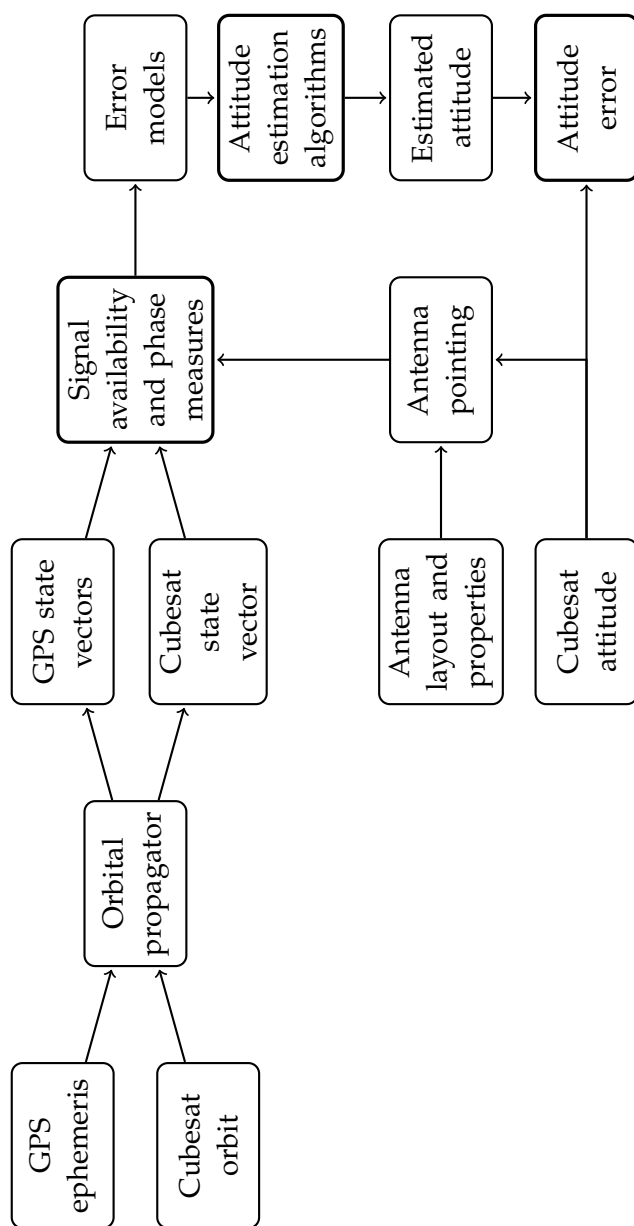 GPS
ephemeris
Cubesat
orbit
Orbital
propagator
GPS state
vectors
Cubesat
state
vector
Antenna
layout and
properties
Cubesat
attitude
Signal
availability
and phase
measures
Antenna
pointing
Error
models
Attitude
estimation
algorithms
Estimated
attitude
Attitude
error